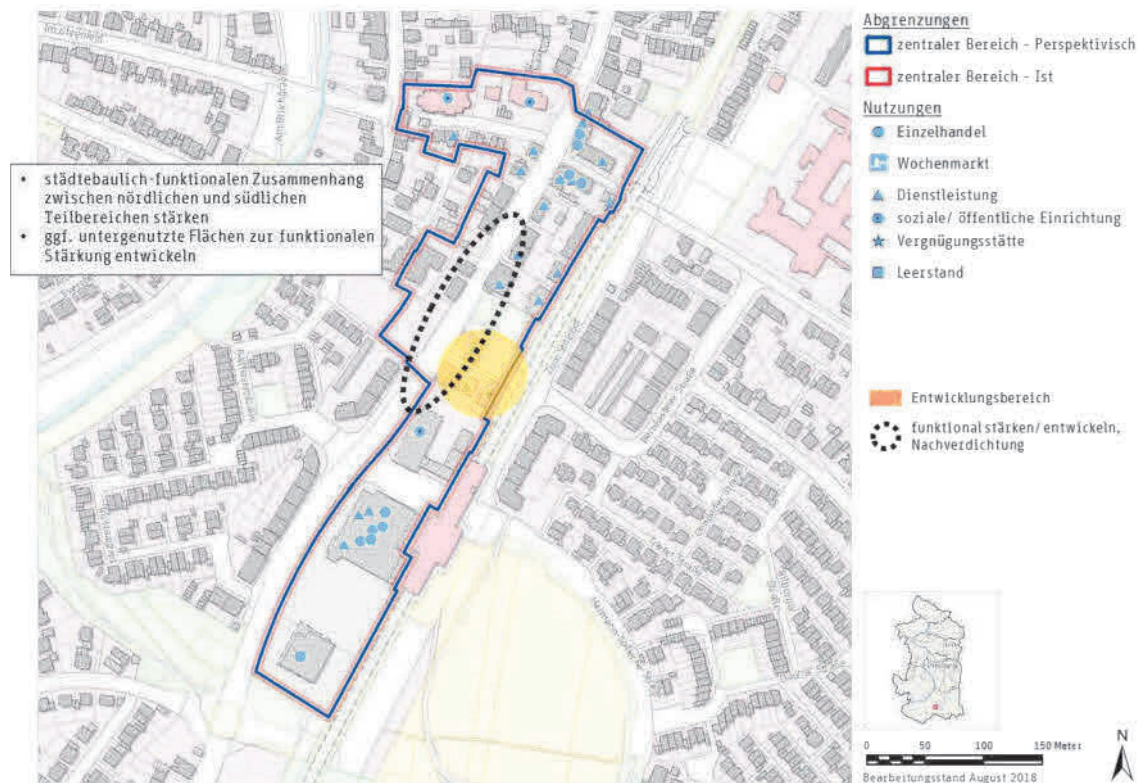 • städtebaulich-funktionalen Zusammenhang
zwischen nördlichen und südlichen
Teilbereichen stärken
• ggf. untergenutzte Flächen zur funktionalen
Stärkung entwickeln
Abgrenzungen
zentraler Bereich - Perspektivisch
zentraler Bereich - Ist
Nutzungen
Einzelhandel
Wochenmarkt
Dienstleistung
soziale/ öffentliche Einrichtung
Vergnügungsstätte
Leerstand
Entwicklungsbereich
funktional stärken/ entwickeln,
Nachverdichtung
N
0 50 100 150 Meter
Bearbeitungsstand August 2018